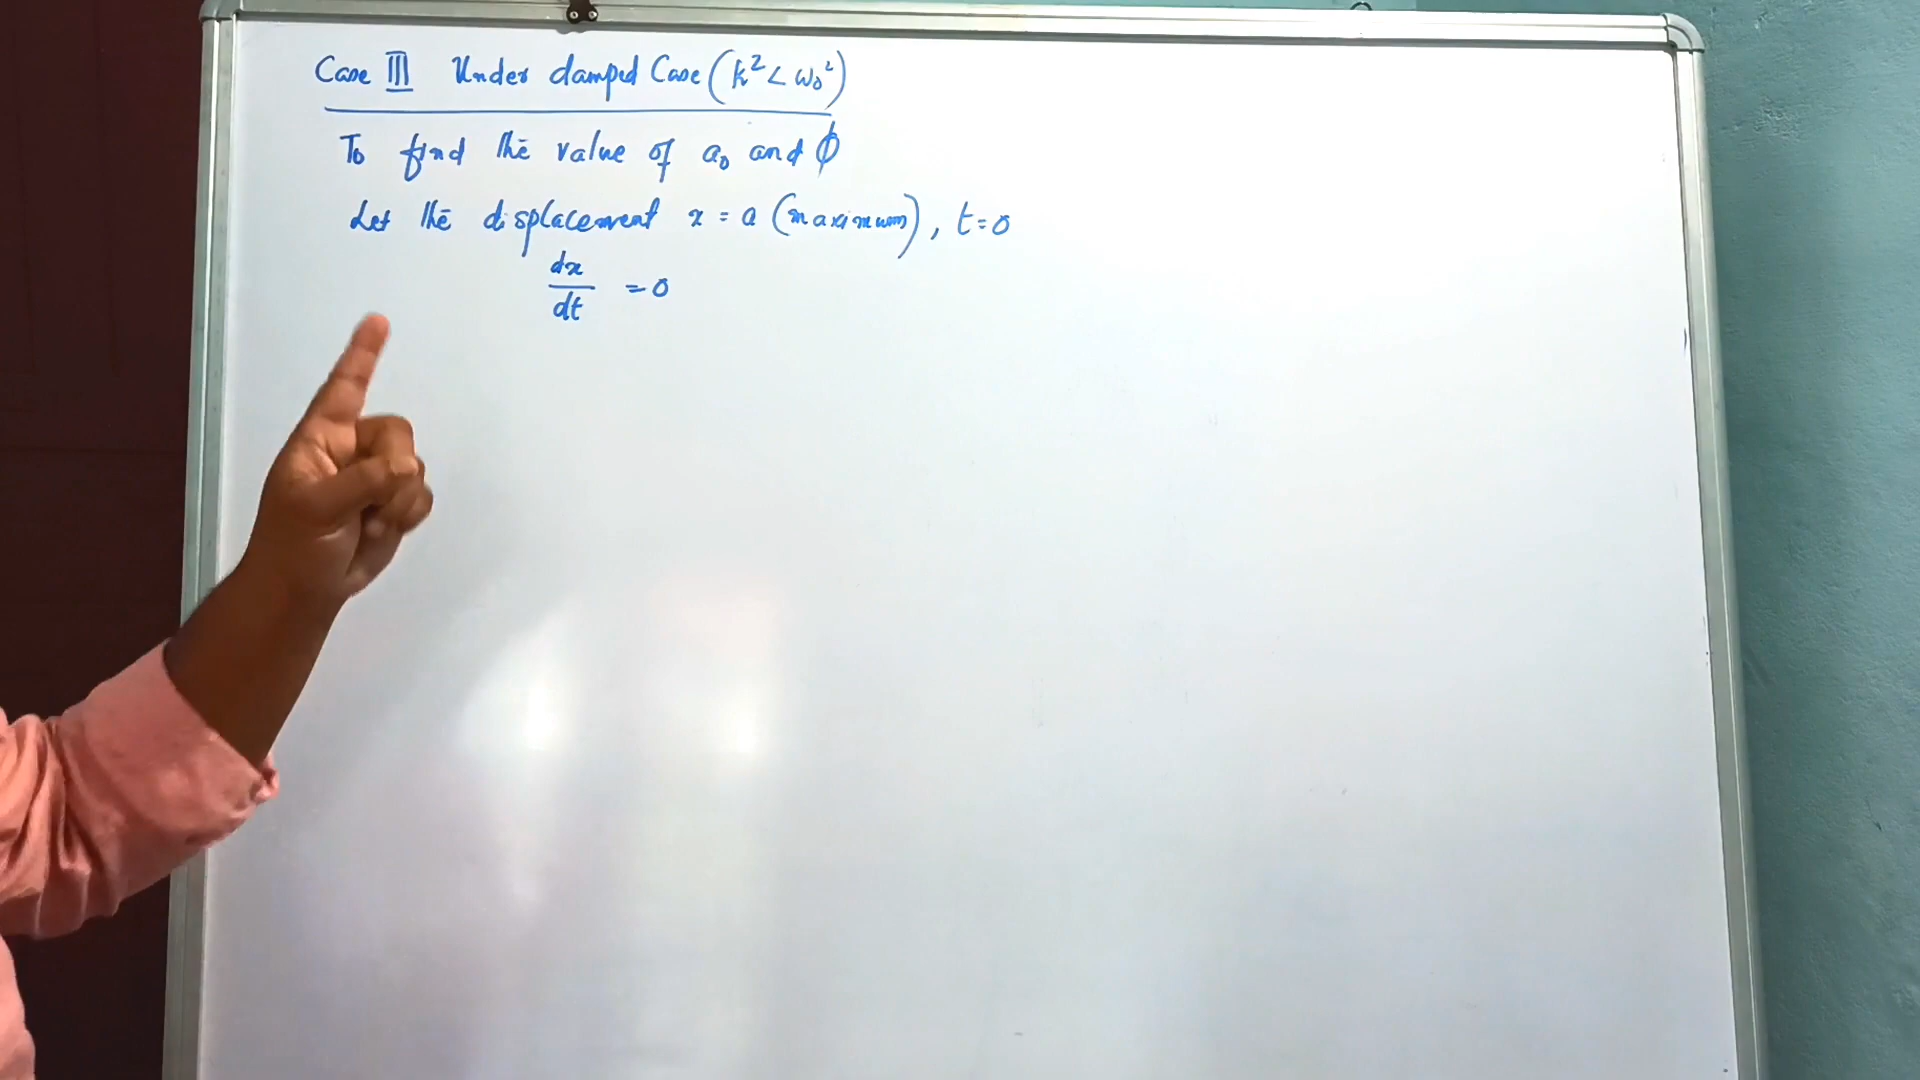 Case III Under damped Case (k² < ω₀²)
To find the value of a₀ and ϕ
Let the displacement x = a (maximum), t=0
dx/dt = 0